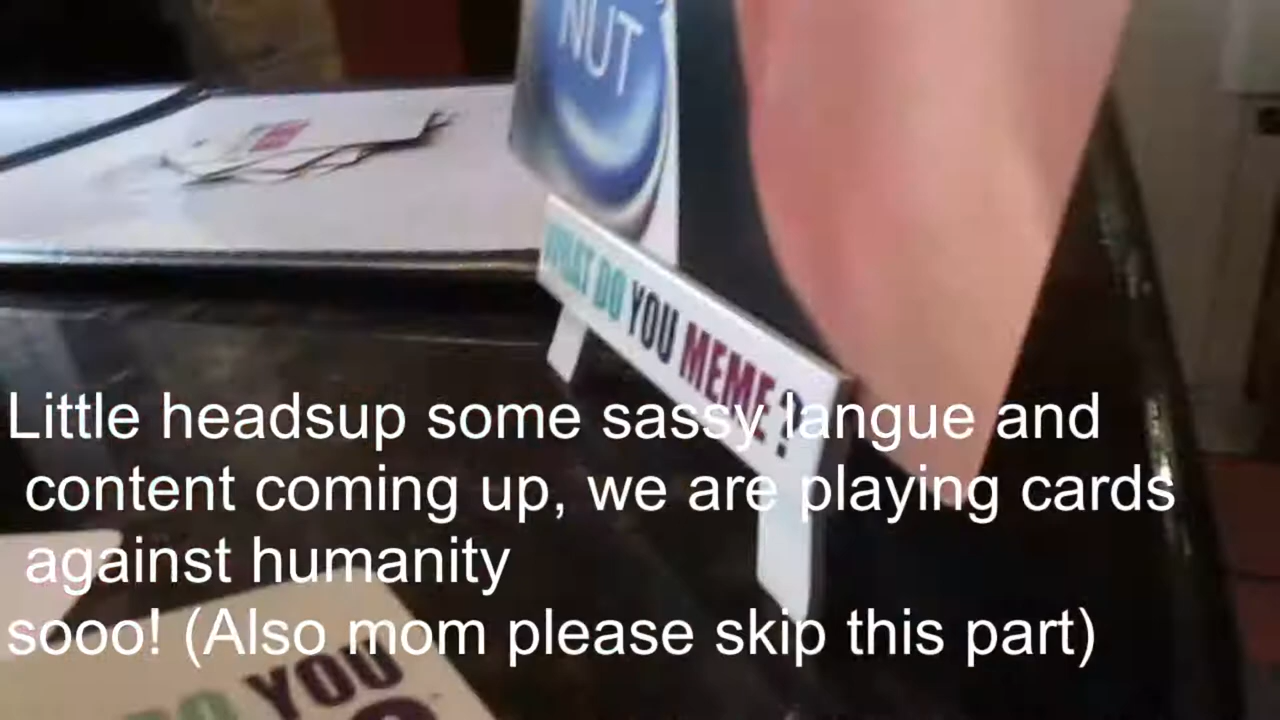 NUT
WHAT DO YOU MEME?
Little headsup some sassy langue and
content coming up, we are playing cards
against humanity
sooo! (Also mom please skip this part)
DO YOU